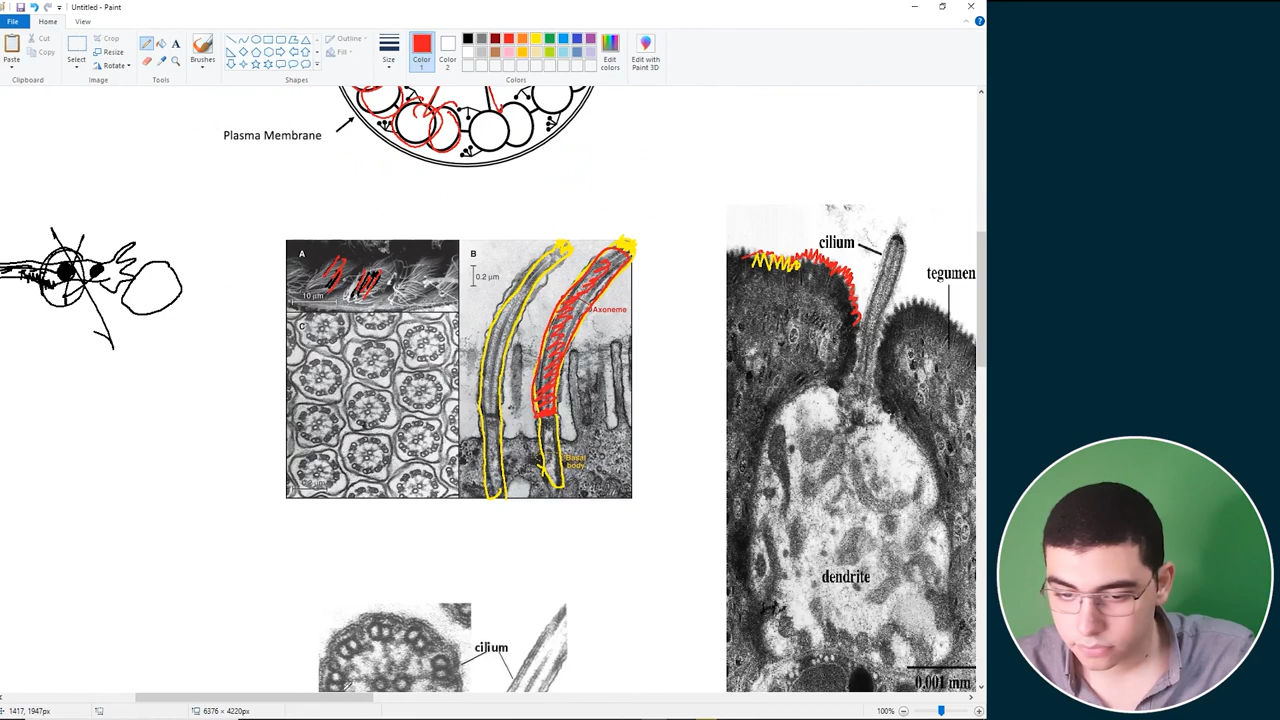 Untitled - Paint
File
Home
View
Paste
Cut
Copy
Clipboard
Select
Crop
Resize
Rotate
Image
Tools
Brushes
Shapes
Outline
Fill
Size
Color 1
Color 2
Edit colors
Edit with Paint 3D
Colors
Plasma Membrane
A
10 μm
C
B
0.2 μm
Axoneme
Basal body
cilium
tegumen
dendrite
0.001 mm
cilium
1417, 1947px
6376 × 4220px
100%